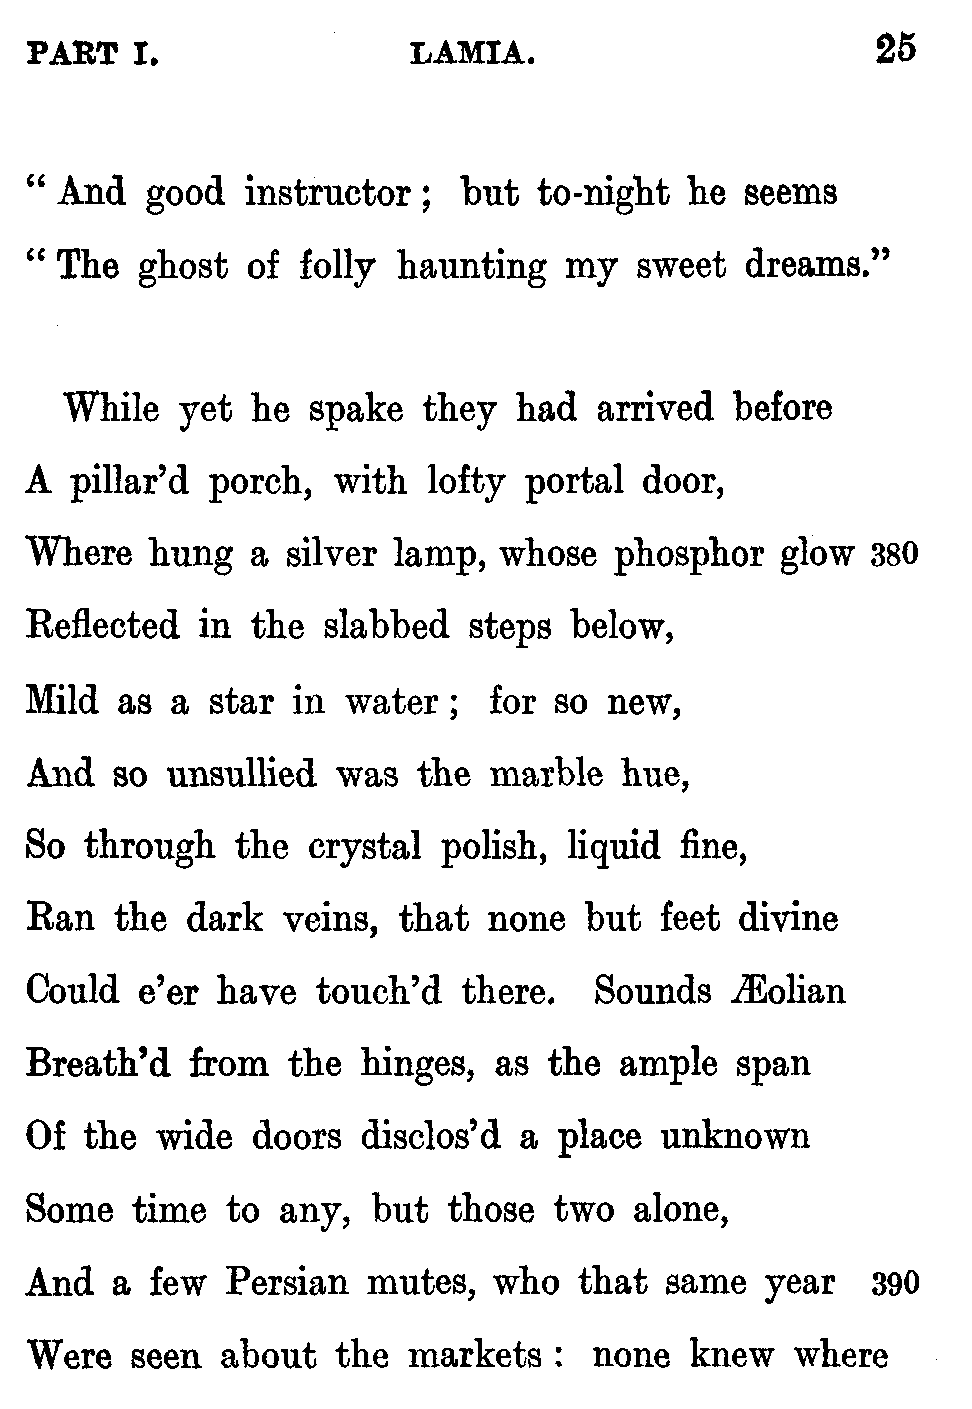 PART I. LAMIA. 25
“ And good instructor ; but to-night he seems
“ The ghost of folly haunting my sweet dreams.”
While yet he spake they had arrived before
A pillar’d porch, with lofty portal door,
Where hung a silver lamp, whose phosphor glow 380
Reflected in the slabbed steps below,
Mild as a star in water ; for so new,
And so unsullied was the marble hue,
So through the crystal polish, liquid fine,
Ran the dark veins, that none but feet divine
Could e’er have touch’d there. Sounds Æolian
Breath’d from the hinges, as the ample span
Of the wide doors disclos’d a place unknown
Some time to any, but those two alone,
And a few Persian mutes, who that same year 390
Were seen about the markets : none knew where